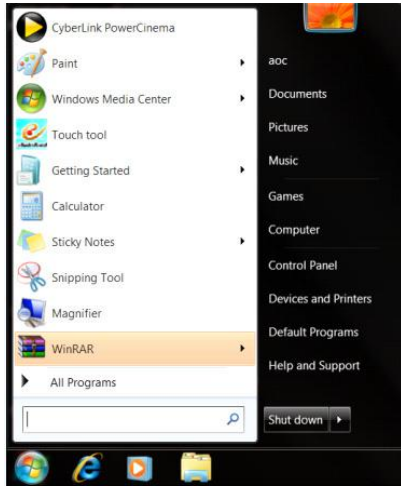 CyberLink PowerCinema
Paint
Windows Media Center
Touch tool
Getting Started
Calculator
Sticky Notes
Snipping Tool
Magnifier
WinRAR
All Programs
aoc
Documents
Pictures
Music
Games
Computer
Control Panel
Devices and Printers
Default Programs
Help and Support
Shut down